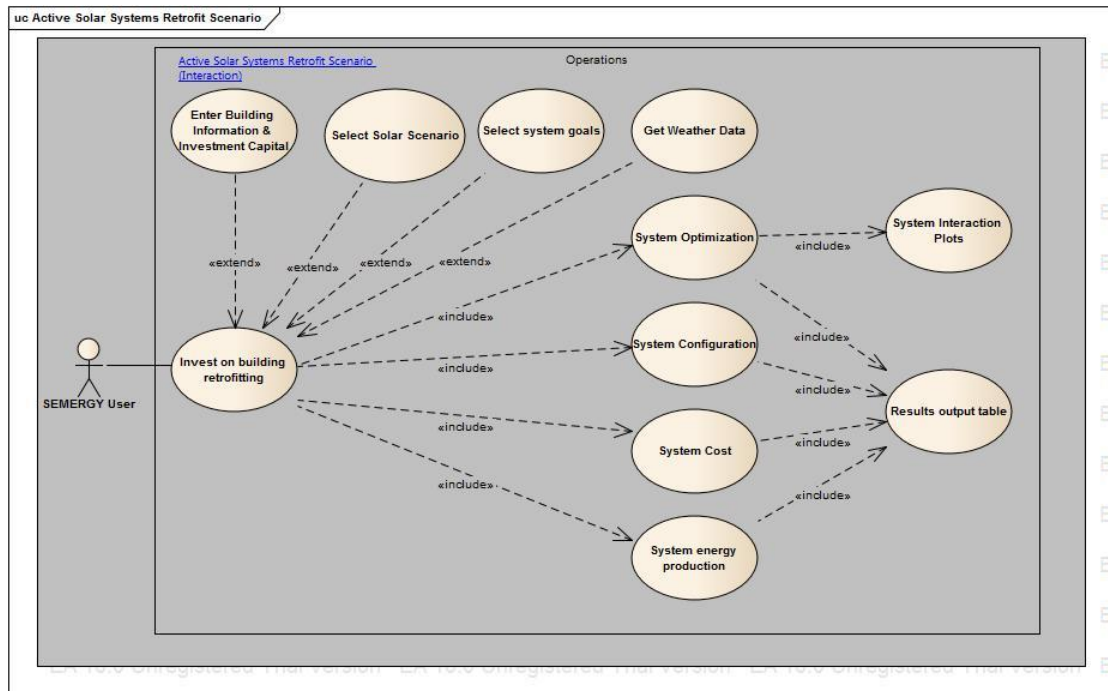 uc Active Solar Systems Retrofit Scenario
Active Solar Systems Retrofit Scenario
(Interaction)
Operations
Enter Building
Information &
Investment Capital
Select Solar Scenario
Select system goals
Get Weather Data
System Optimization
System Interaction
Plots
«include»
«extend»
«extend»
«extend»
«extend»
«include»
«include»
Invest on building
retrofitting
System Configuration
«include»
«include»
SEMERGY User
Results output table
«include»
«include»
System Cost
«include»
«include»
System energy
production
EA 10.0 Unregistered Trial Version EA 10.0 Unregistered Trial Version EA 10.0 Unregistered Trial Version